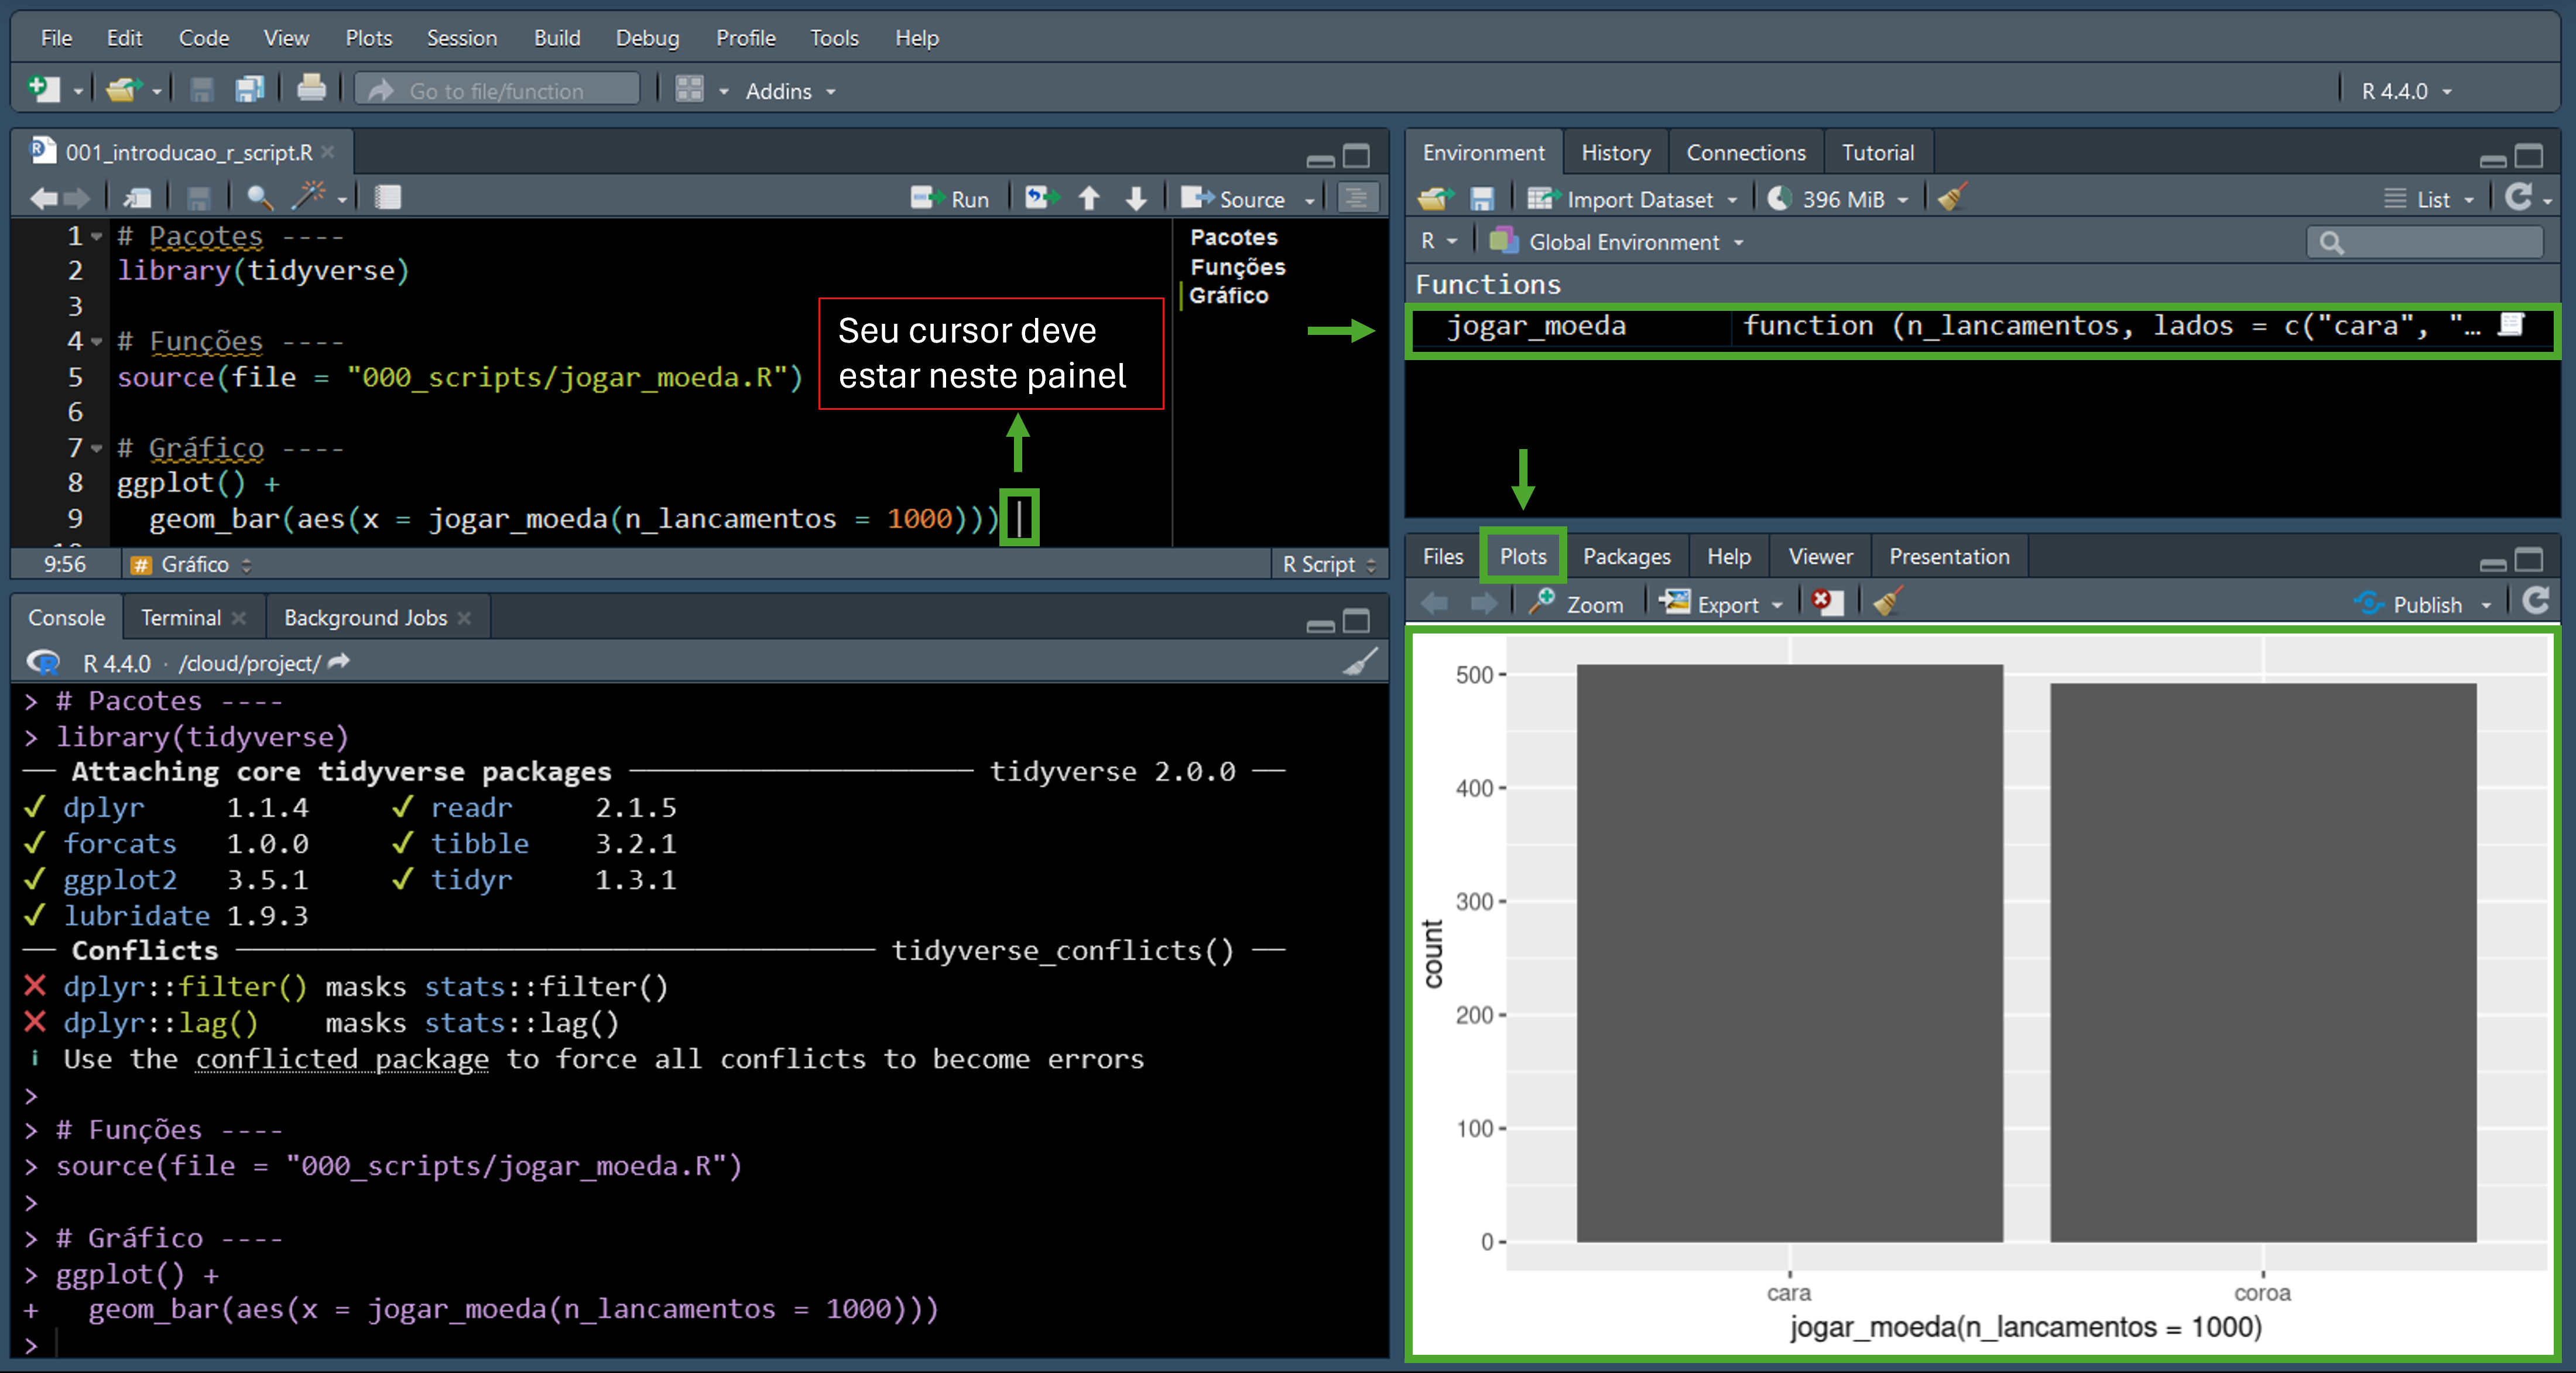 File Edit Code View Plots Session Build Debug Profile Tools Help
Go to file/function Addins R 4.4.0
001_introducao_r_script.R
Run Source
1 # Pacotes ----
2 library(tidyverse)
3
4 # Funções ----
5 source(file = "000_scripts/jogar_moeda.R")
6
7 # Gráfico ----
8 ggplot() +
9 geom_bar(aes(x = jogar_moeda(n_lancamentos = 1000)))
Seu cursor deve
estar neste painel
Pacotes
Funções
Gráfico
9:56 # Gráfico R Script
Console Terminal Background Jobs
R 4.4.0 · /cloud/project/
> # Pacotes ----
> library(tidyverse)
── Attaching core tidyverse packages ── tidyverse 2.0.0 ──
✓ dplyr 1.1.4 ✓ readr 2.1.5
✓ forcats 1.0.0 ✓ tibble 3.2.1
✓ ggplot2 3.5.1 ✓ tidyr 1.3.1
✓ lubridate 1.9.3
── Conflicts ── tidyverse_conflicts() ──
✗ dplyr::filter() masks stats::filter()
✗ dplyr::lag() masks stats::lag()
i Use the conflicted package to force all conflicts to become errors
>
> # Funções ----
> source(file = "000_scripts/jogar_moeda.R")
>
> # Gráfico ----
> ggplot() +
+ geom_bar(aes(x = jogar_moeda(n_lancamentos = 1000)))
>
Environment History Connections Tutorial
Import Dataset 396 MiB List
R Global Environment
Functions
jogar_moeda function (n_lancamentos, lados = c("cara", "…
Files Plots Packages Help Viewer Presentation
Zoom Export Publish
500
400
300
200
100
0
count
cara coroa
jogar_moeda(n_lancamentos = 1000)